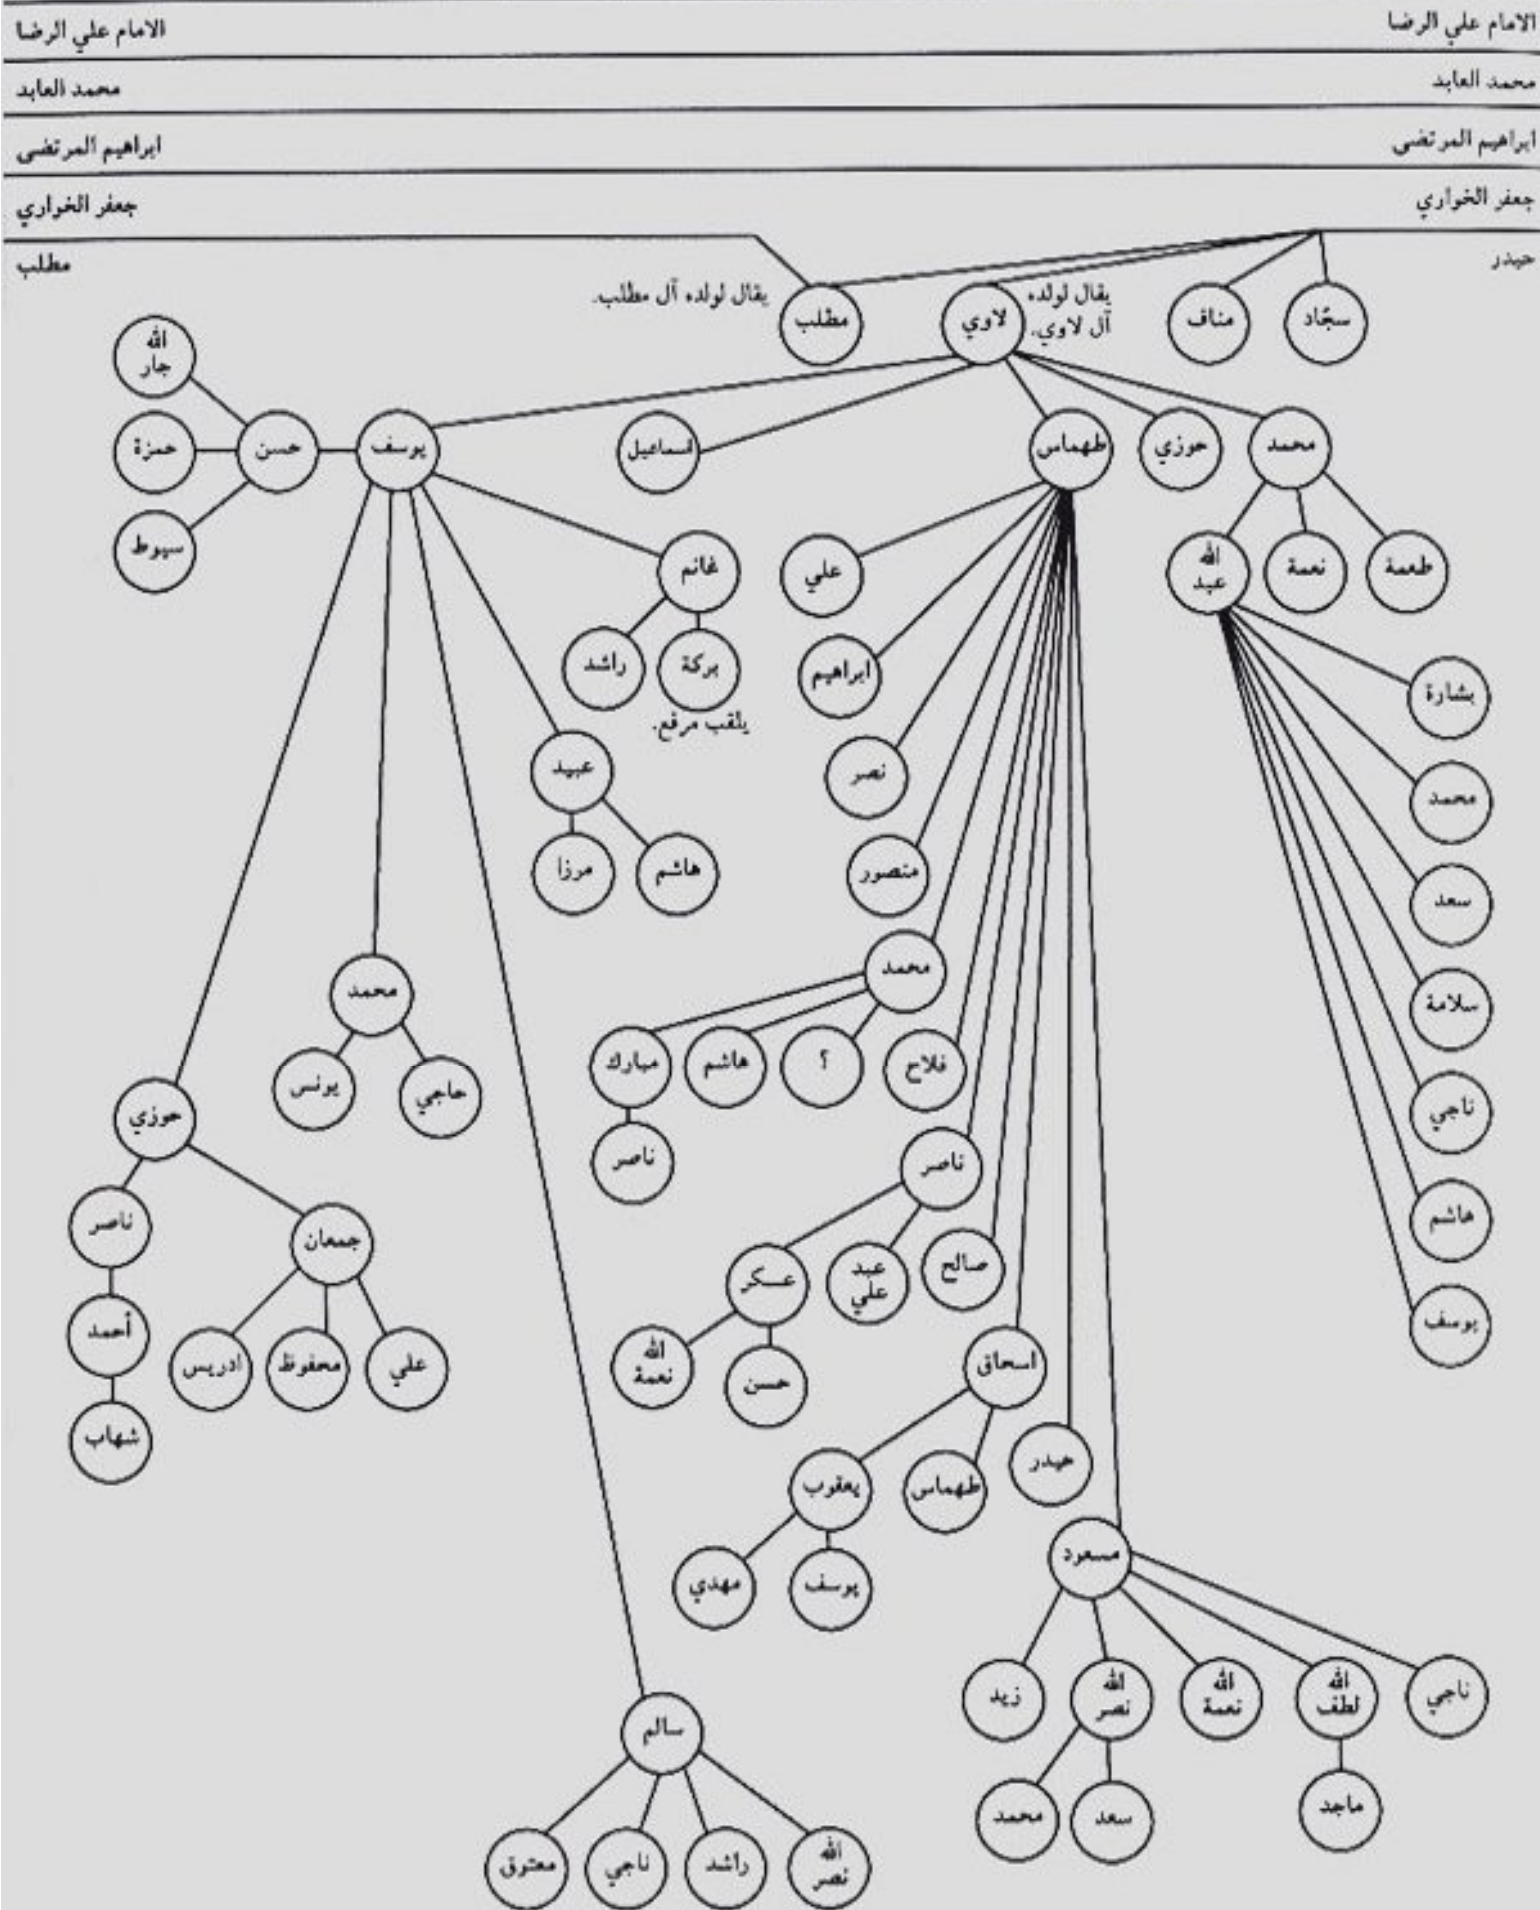 الامام علي الرضا
الامام علي الرضا
محمد العابد
محمد العابد
ابراهيم المرتضى
ابراهيم المرتضى
جعفر الخواري
جعفر الخواري
حيدر
مطلب
سجّاد
مناف
يقال لولده
آل لاوي.
لاوي
مطلب
يقال لولده آل مطلب.
محمد
حوزي
طهماس
اسماعيل
يوسف
حسن
الله
جار
حمزة
سيوط
طعمة
نعمة
الله
عبد
بشارة
محمد
سعد
سلامة
ناجي
هاشم
يوسف
علي
ابراهيم
نصر
منصور
محمد
فلاح
؟
هاشم
مبارك
ناصر
ناصر
صالح
عبد
علي
عسكر
حسن
الله
نعمة
اسحاق
حيدر
طهماس
يعقوب
يوسف
مهدي
مسعود
ناجي
الله
لطف
الله
نعمة
الله
نصر
زيد
ماجد
سعد
محمد
غانم
بركة
راشد
يلقب مرفع.
عبيد
هاشم
مرزا
محمد
حاجي
يونس
حوزي
جمعان
ناصر
علي
محفوظ
ادريس
أحمد
شهاب
سالم
الله
نصر
راشد
ناجي
معتوق